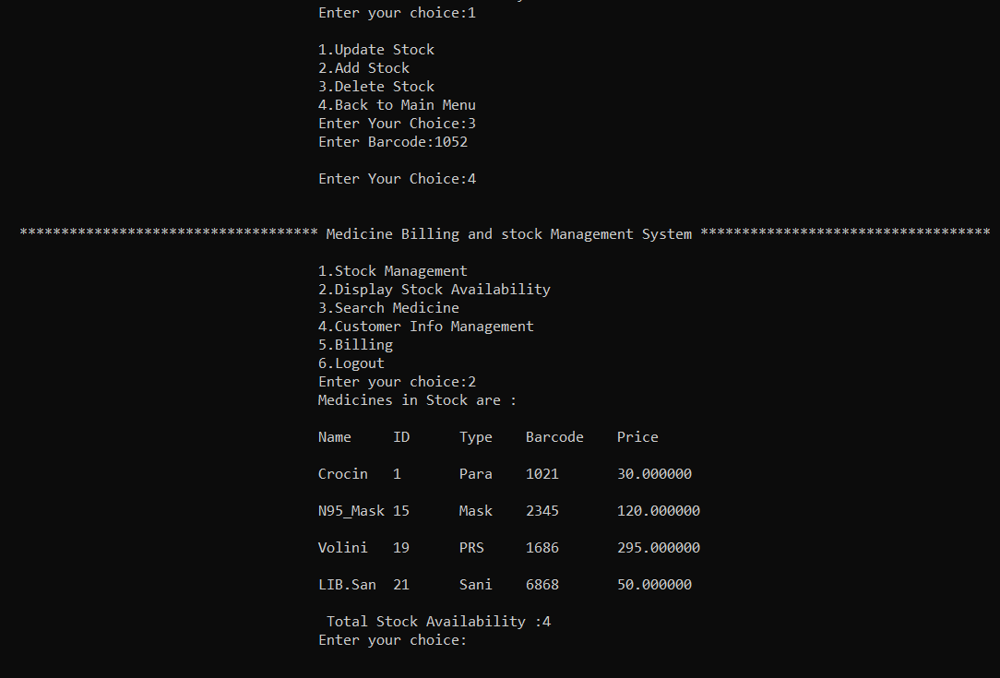 Enter your choice:1
1.Update Stock
2.Add Stock
3.Delete Stock
4.Back to Main Menu
Enter Your Choice:3
Enter Barcode:1052
Enter Your Choice:4
************************************ Medicine Billing and stock Management System ***********************************
1.Stock Management
2.Display Stock Availability
3.Search Medicine
4.Customer Info Management
5.Billing
6.Logout
Enter your choice:2
Medicines in Stock are :
Name ID Type Barcode Price
Crocin 1 Para 1021 30.000000
N95_Mask 15 Mask 2345 120.000000
Volini 19 PRS 1686 295.000000
LIB.San 21 Sani 6868 50.000000
Total Stock Availability :4
Enter your choice: